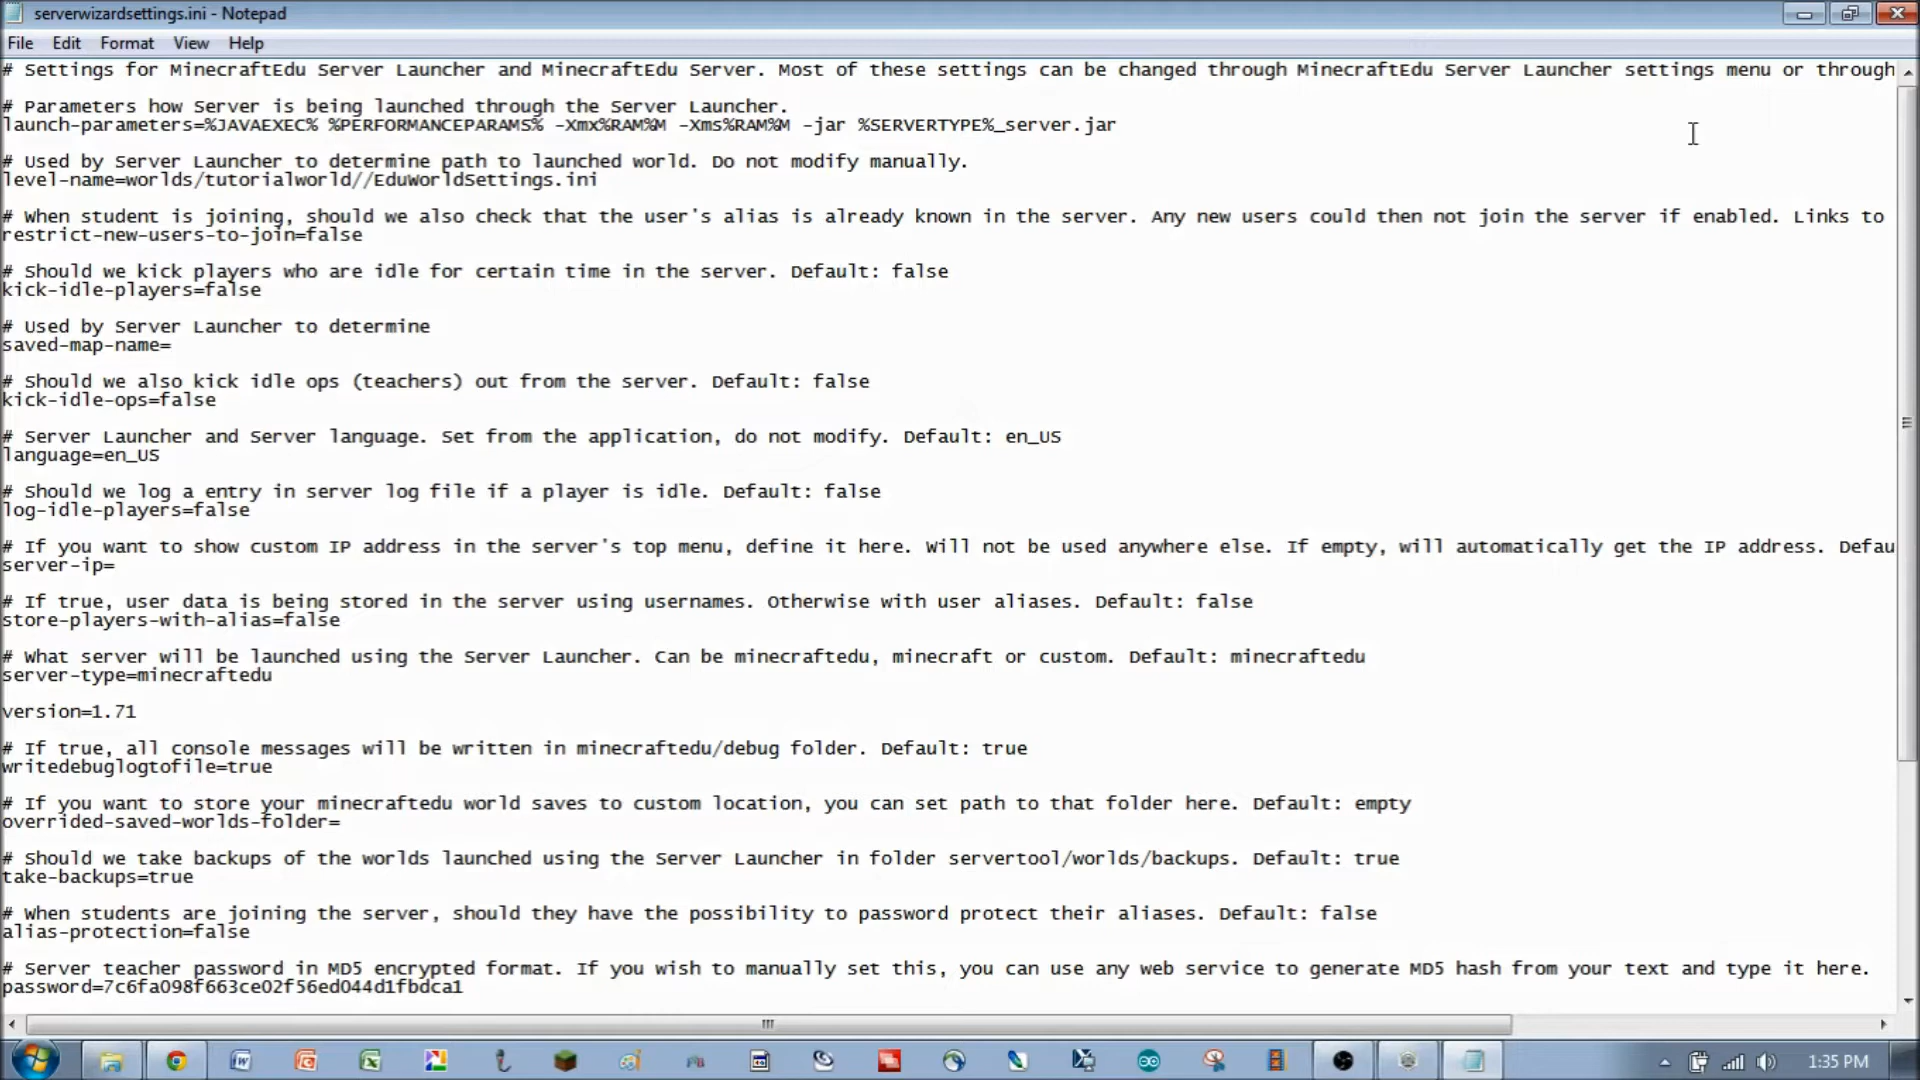 serverwizardsettings.ini - Notepad
File Edit Format View Help
# Settings for MinecraftEdu Server Launcher and MinecraftEdu Server. Most of these settings can be changed through MinecraftEdu Server Launcher settings menu or through
# Parameters how Server is being launched through the Server Launcher.
launch-parameters=%JAVAEXEC% %PERFORMANCEPARAMS% -Xmx%RAM%M -Xms%RAM%M -jar %SERVERTYPE%_server.jar
# Used by Server Launcher to determine path to launched world. Do not modify manually.
level-name=worlds/tutorialworld//EduWorldSettings.ini
# When student is joining, should we also check that the user's alias is already known in the server. Any new users could then not join the server if enabled. Links to
restrict-new-users-to-join=false
# Should we kick players who are idle for certain time in the server. Default: false
kick-idle-players=false
# Used by Server Launcher to determine
saved-map-name=
# Should we also kick idle ops (teachers) out from the server. Default: false
kick-idle-ops=false
# Server Launcher and Server language. Set from the application, do not modify. Default: en_US
language=en_US
# Should we log a entry in server log file if a player is idle. Default: false
log-idle-players=false
# If you want to show custom IP address in the server's top menu, define it here. Will not be used anywhere else. If empty, will automatically get the IP address. Defau
server-ip=
# If true, user data is being stored in the server using usernames. Otherwise with user aliases. Default: false
store-players-with-alias=false
# What server will be launched using the Server Launcher. Can be minecraftedu, minecraft or custom. Default: minecraftedu
server-type=minecraftedu
version=1.71
# If true, all console messages will be written in minecraftedu/debug folder. Default: true
writedebuglogtofile=true
# If you want to store your minecraftedu world saves to custom location, you can set path to that folder here. Default: empty
overrided-saved-worlds-folder=
# Should we take backups of the worlds launched using the Server Launcher in folder servertool/worlds/backups. Default: true
take-backups=true
# When students are joining the server, should they have the possibility to password protect their aliases. Default: false
alias-protection=false
# Server teacher password in MD5 encrypted format. If you wish to manually set this, you can use any web service to generate MD5 hash from your text and type it here.
password=7c6fa098f663ce02f56ed044d1fbdca1
1:35 PM